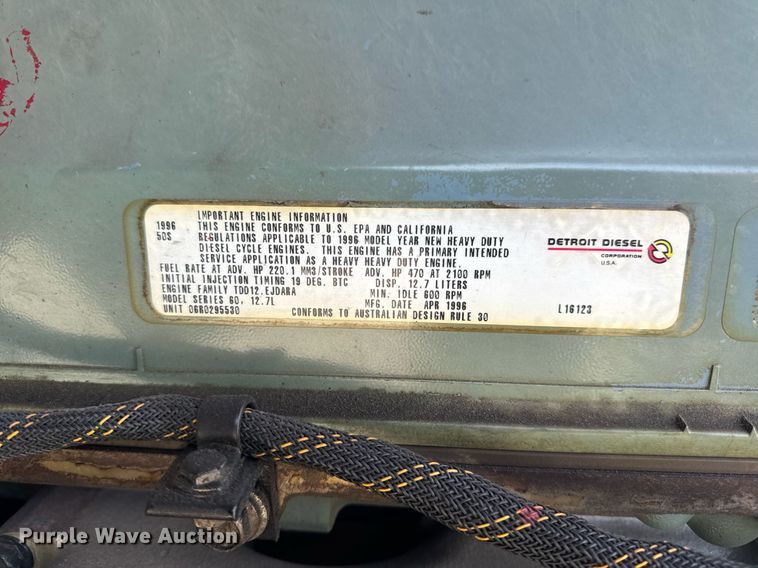 IMPORTANT ENGINE INFORMATION
1996 THIS ENGINE CONFORMS TO U.S. EPA AND CALIFORNIA
50S REGULATIONS APPLICABLE TO 1996 MODEL YEAR NEW HEAVY DUTY
DIESEL CYCLE ENGINES. THIS ENGINE HAS A PRIMARY INTENDED
SERVICE APPLICATION AS A HEAVY HEAVY DUTY ENGINE.
FUEL RATE AT ADV. HP 220.1 MM3/STROKE ADV. HP 470 AT 2100 RPM
INITIAL INJECTION TIMING 19 DEG. BTC DISP. 12.7 LITERS
ENGINE FAMILY TDD12.EJDARA MIN. IDLE 600 RPM
MODEL SERIES 60, 12.7L MFG. DATE APR 1996
UNIT 06R0295530 CONFORMS TO AUSTRALIAN DESIGN RULE 30
DETROIT DIESEL
CORPORATION
U.S.A.
L16123
Purple Wave Auction